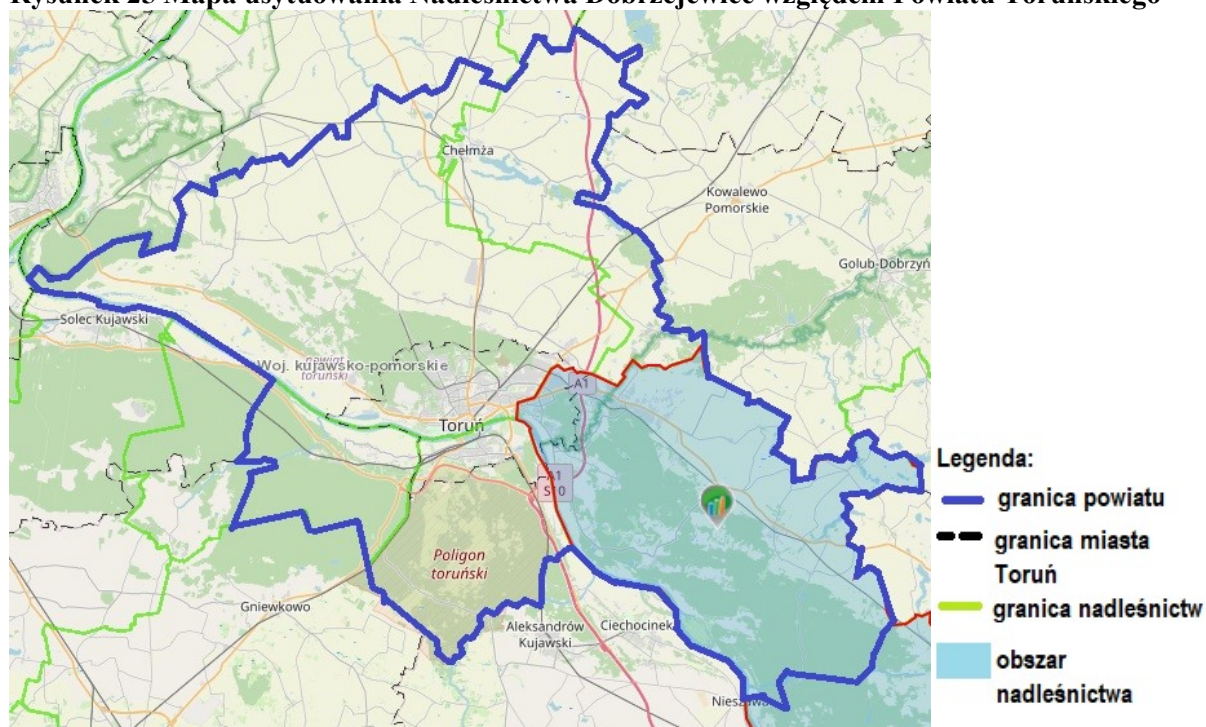 Rysunek 23 Mapa usytuowania Nadleśnictwa Dobrzejewice względem Powiatu Toruńskiego
Chełmża
Kowalewo
Pomorskie
Golub-Dobrzyń
Solec Kujawski
Woj. kujawsko-pomorskie
powiat
toruński
A1
Toruń
A1
S10
Poligon
toruński
Gniewkowo
Aleksandrów
Kujawski
Ciechocinek
Nieszawa
Legenda:
granica powiatu
granica miasta
Toruń
granica nadleśnictw
obszar
nadleśnictwa